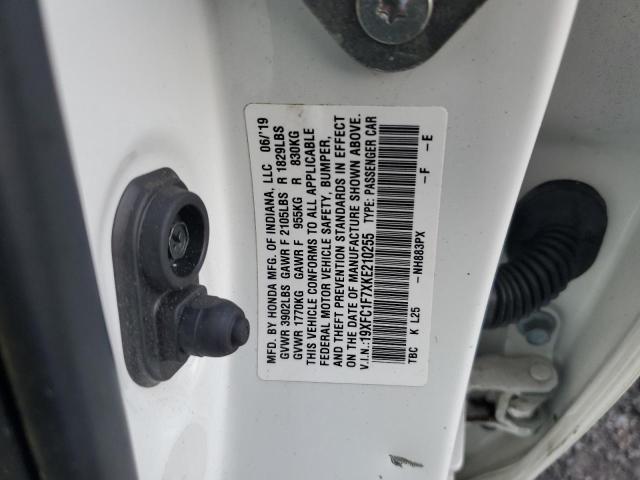 MFD. BY HONDA MFG. OF INDIANA, LLC 06/'19
GVWR 3902LBS GAWR F 2105LBS R 1829LBS
GVWR 1770KG GAWR F 955KG R 830KG
THIS VEHICLE CONFORMS TO ALL APPLICABLE
FEDERAL MOTOR VEHICLE SAFETY, BUMPER,
AND THEFT PREVENTION STANDARDS IN EFFECT
ON THE DATE OF MANUFACTURE SHOWN ABOVE.
V.I.N.:19XFC1F7XKE210255 TYPE: PASSENGER CAR
TBC K L25 -NH883PX -F -E